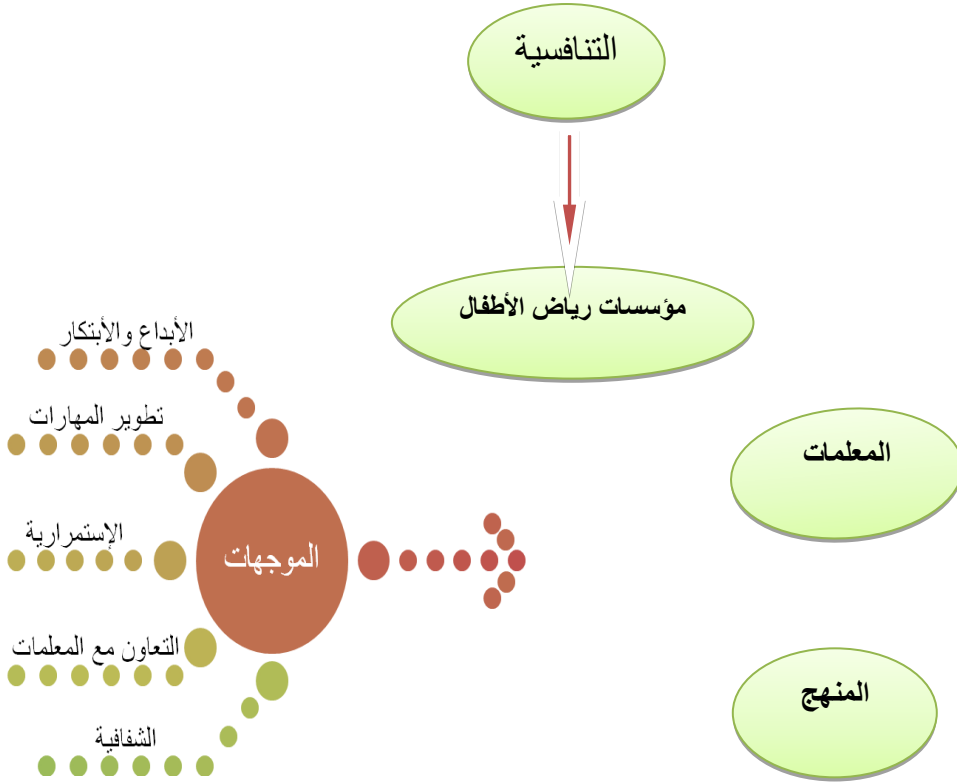 التنافسية
مؤسسات رياض الأطفال
الأبداع والأبتكار
تطوير المهارات
المعلمات
الإستمرارية
الموجهات
التعاون مع المعلمات
المنهج
الشفافية